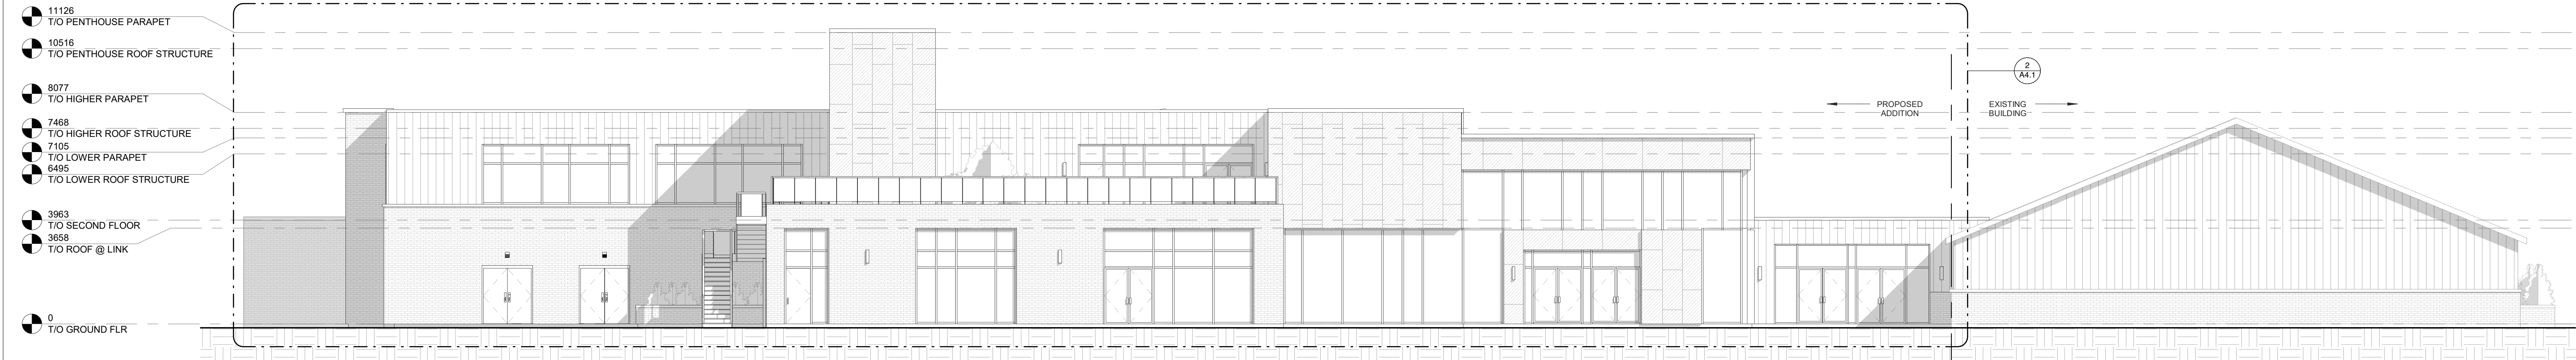 11126
T/O PENTHOUSE PARAPET
10516
T/O PENTHOUSE ROOF STRUCTURE
8077
T/O HIGHER PARAPET
7468
T/O HIGHER ROOF STRUCTURE
7105
T/O LOWER PARAPET
6495
T/O LOWER ROOF STRUCTURE
3963
T/O SECOND FLOOR
3658
T/O ROOF @ LINK
0
T/O GROUND FLR
2
A4.1
PROPOSED
ADDITION
EXISTING
BUILDING